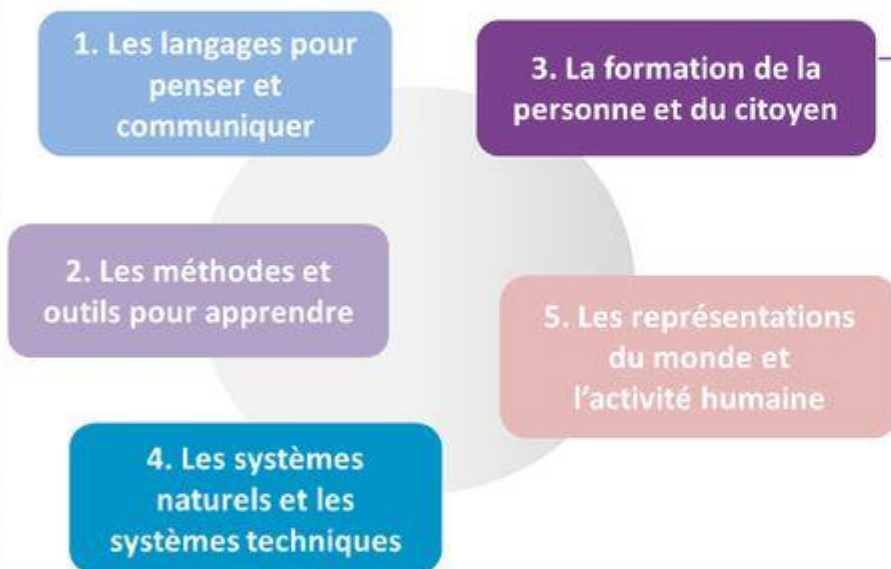 1. Les langages pour
penser et
communiquer
2. Les méthodes et
outils pour apprendre
3. La formation de la
personne et du citoyen
4. Les systèmes
naturels et les
systèmes techniques
5. Les représentations
du monde et
l’activité humaine